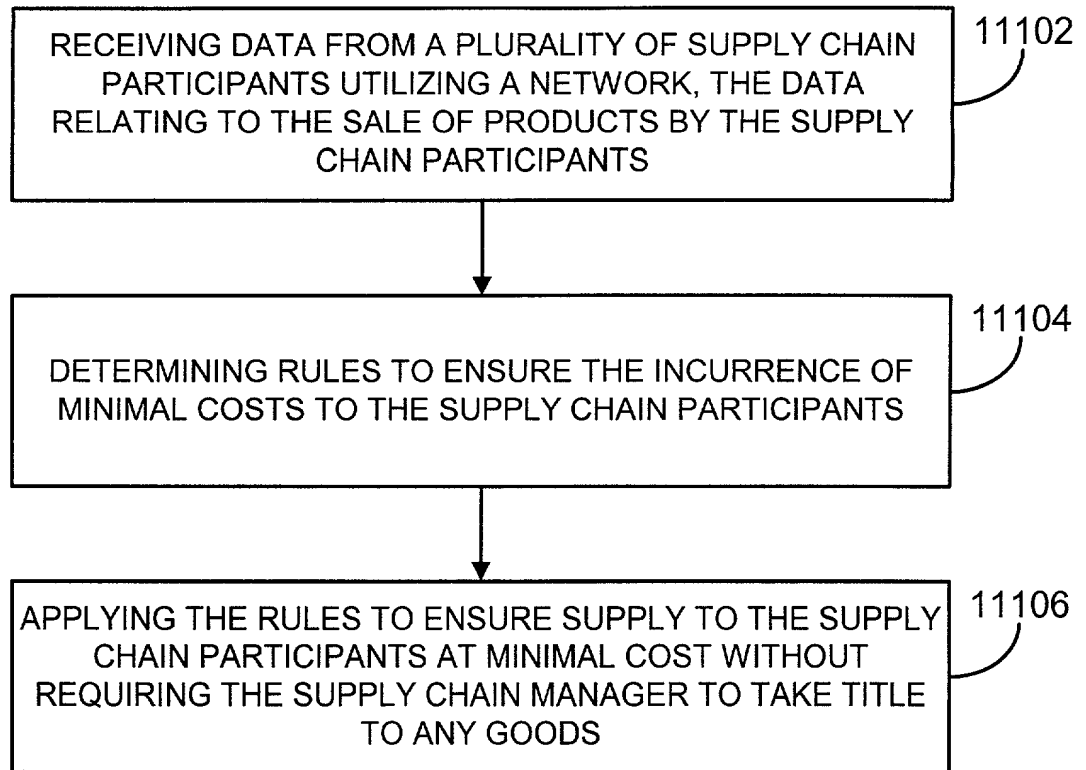 RECEIVING DATA FROM A PLURALITY OF SUPPLY CHAIN
PARTICIPANTS UTILIZING A NETWORK, THE DATA
RELATING TO THE SALE OF PRODUCTS BY THE SUPPLY
CHAIN PARTICIPANTS
11102
DETERMINING RULES TO ENSURE THE INCURRENCE OF
MINIMAL COSTS TO THE SUPPLY CHAIN PARTICIPANTS
11104
APPLYING THE RULES TO ENSURE SUPPLY TO THE SUPPLY
CHAIN PARTICIPANTS AT MINIMAL COST WITHOUT
REQUIRING THE SUPPLY CHAIN MANAGER TO TAKE TITLE
TO ANY GOODS
11106